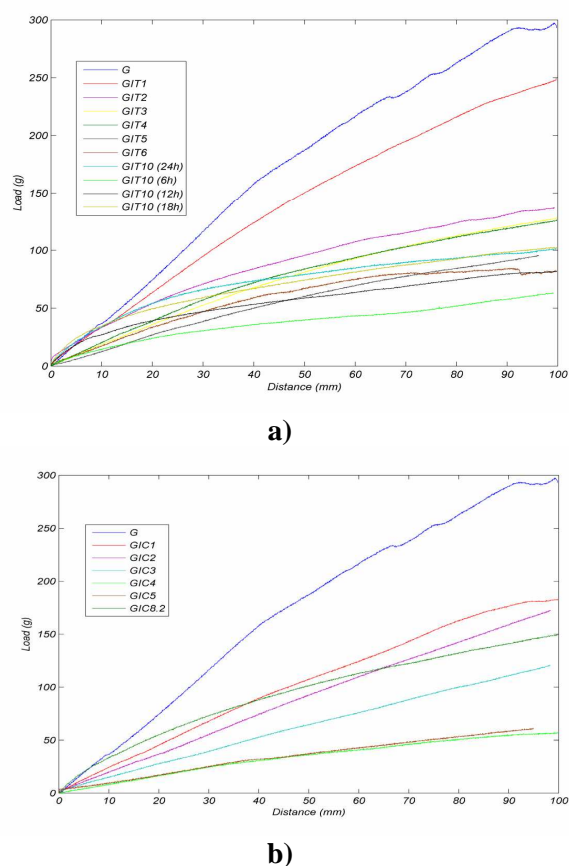 300
250
200
150
100
50
0
Load (g)
G
GIT1
GIT2
GIT3
GIT4
GIT5
GIT6
GIT10 (24h)
GIT10 (6h)
GIT10 (12h)
GIT10 (18h)
0 10 20 30 40 50 60 70 80 90 100
Distance (mm)
a)
300
250
200
150
100
50
0
Load (g)
G
GIC1
GIC2
GIC3
GIC4
GIC5
GIC8.2
0 10 20 30 40 50 60 70 80 90 100
Distance (mm)
b)